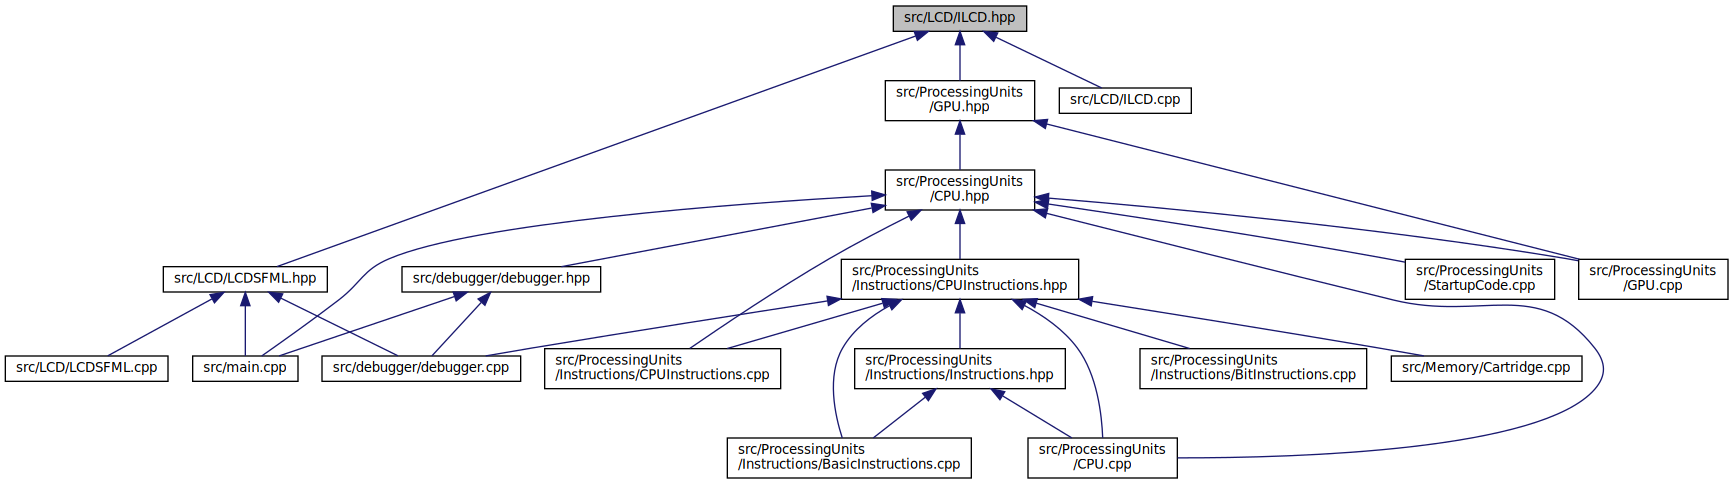 src/LCD/ILCD.hpp
src/ProcessingUnits
/GPU.hpp
src/LCD/ILCD.cpp
src/ProcessingUnits
/CPU.hpp
src/LCD/LCDSFML.hpp
src/debugger/debugger.hpp
src/ProcessingUnits
/Instructions/CPUInstructions.hpp
src/ProcessingUnits
/StartupCode.cpp
src/ProcessingUnits
/GPU.cpp
src/LCD/LCDSFML.cpp
src/main.cpp
src/debugger/debugger.cpp
src/ProcessingUnits
/Instructions/CPUInstructions.cpp
src/ProcessingUnits
/Instructions/Instructions.hpp
src/ProcessingUnits
/Instructions/BitInstructions.cpp
src/Memory/Cartridge.cpp
src/ProcessingUnits
/Instructions/BasicInstructions.cpp
src/ProcessingUnits
/CPU.cpp